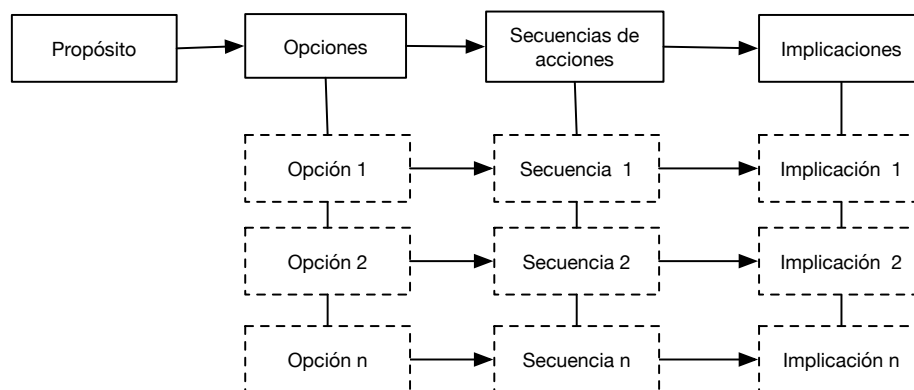 Propósito
Opciones
Secuencias de
acciones
Implicaciones
Opción 1
Secuencia  1
Implicación  1
Opción 2
Secuencia 2
Implicación  2
Opción n
Secuencia n
Implicación n